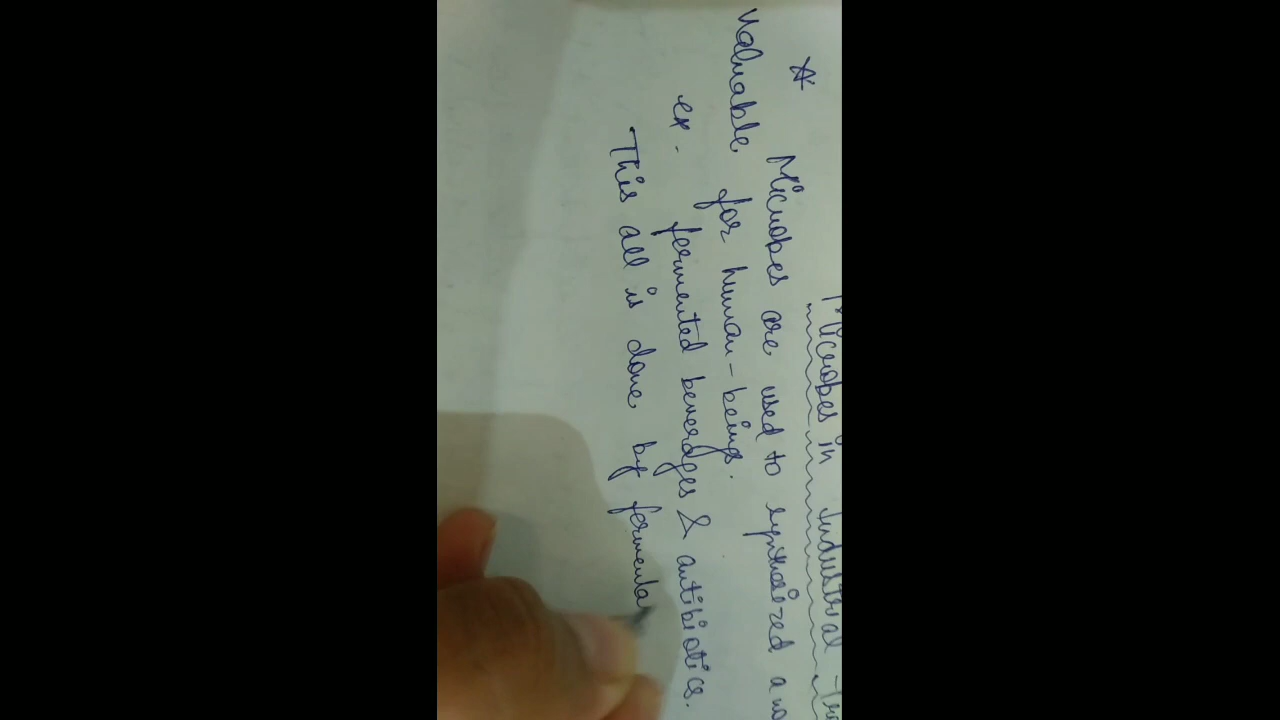 Microbes in Industrial
* Microbes are used to synthesized a no
valuable for human-beings.
ex. fermented beverages & antibiotics.
This all is done by fermenta